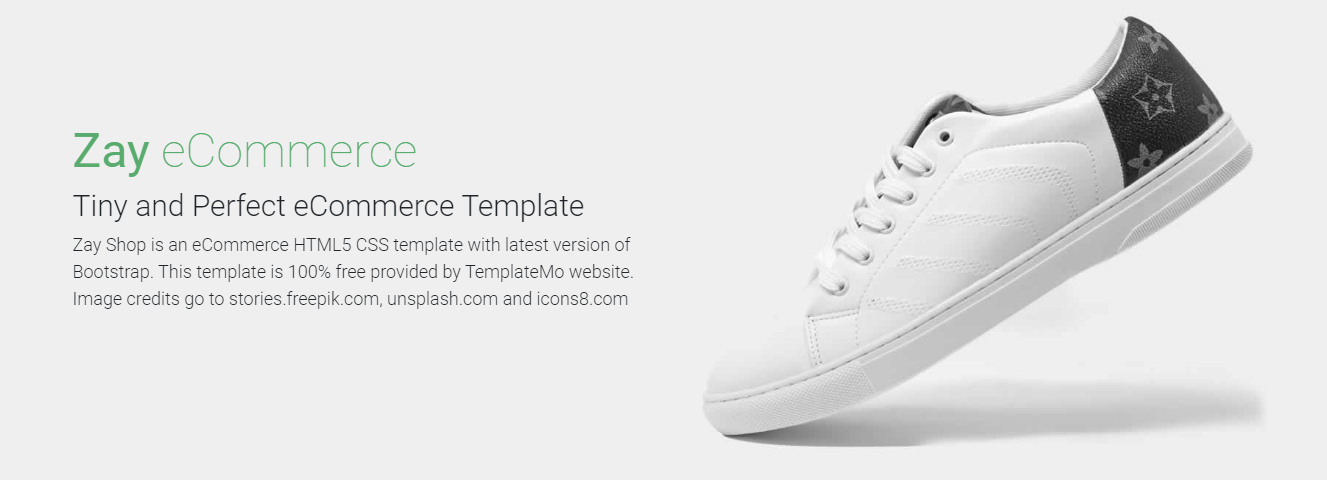 Zay eCommerce
Tiny and Perfect eCommerce Template
Zay Shop is an eCommerce HTML5 CSS template with latest version of
Bootstrap. This template is 100% free provided by TemplateMo website.
Image credits go to stories.freepik.com, unsplash.com and icons8.com